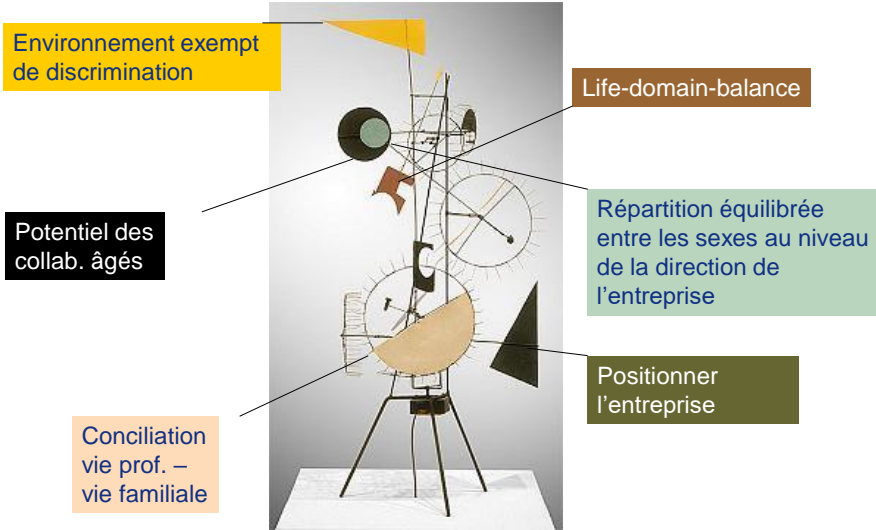 Environnement exempt
de discrimination
Life-domain-balance
Potentiel des
collab. âgés
Répartition équilibrée
entre les sexes au niveau
de la direction de
l’entreprise
Positionner
l’entreprise
Conciliation
vie prof. –
vie familiale